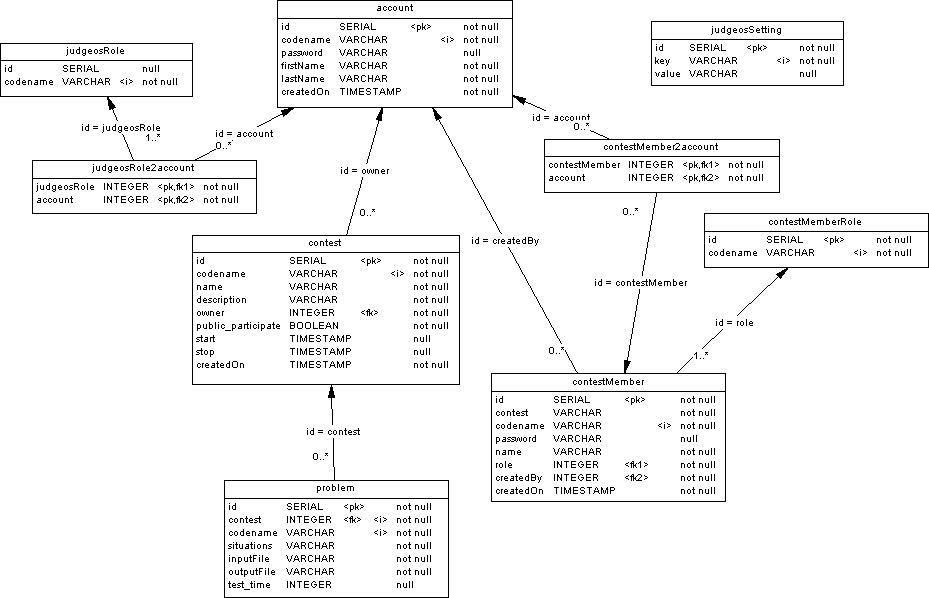 account
id SERIAL <pk> not null
codename VARCHAR <i> not null
password VARCHAR null
firstName VARCHAR not null
lastName VARCHAR not null
createdOn TIMESTAMP not null
judgeosSetting
id SERIAL <pk> not null
key VARCHAR <i> not null
value VARCHAR null
judgeosRole
id SERIAL null
codename VARCHAR <i> not null
id = judgeosRole
1..*
id = account
0..*
id = account
0..*
judgeosRole2account
judgeosRole INTEGER <pk,fk1> not null
account INTEGER <pk,fk2> not null
contestMember2account
contestMember INTEGER <pk,fk1> not null
account INTEGER <pk,fk2> not null
id = owner
0..*
0..*
contestMemberRole
id SERIAL <pk> not null
codename VARCHAR <i> not null
id = createdBy
0..*
contest
id SERIAL <pk> not null
codename VARCHAR <i> not null
name VARCHAR not null
description VARCHAR not null
owner INTEGER <fk> not null
public_participate BOOLEAN not null
start TIMESTAMP null
stop TIMESTAMP null
createdOn TIMESTAMP not null
id = contestMember
id = role
1..*
contestMember
id SERIAL <pk> not null
contest VARCHAR not null
codename VARCHAR <i> not null
password VARCHAR null
name VARCHAR not null
role INTEGER <fk1> not null
createdBy INTEGER <fk2> not null
createdOn TIMESTAMP not null
id = contest
0..*
problem
id SERIAL <pk> not null
contest INTEGER <fk> <i> not null
codename VARCHAR <i> not null
situations VARCHAR not null
inputFile VARCHAR not null
outputFile VARCHAR not null
test_time INTEGER null